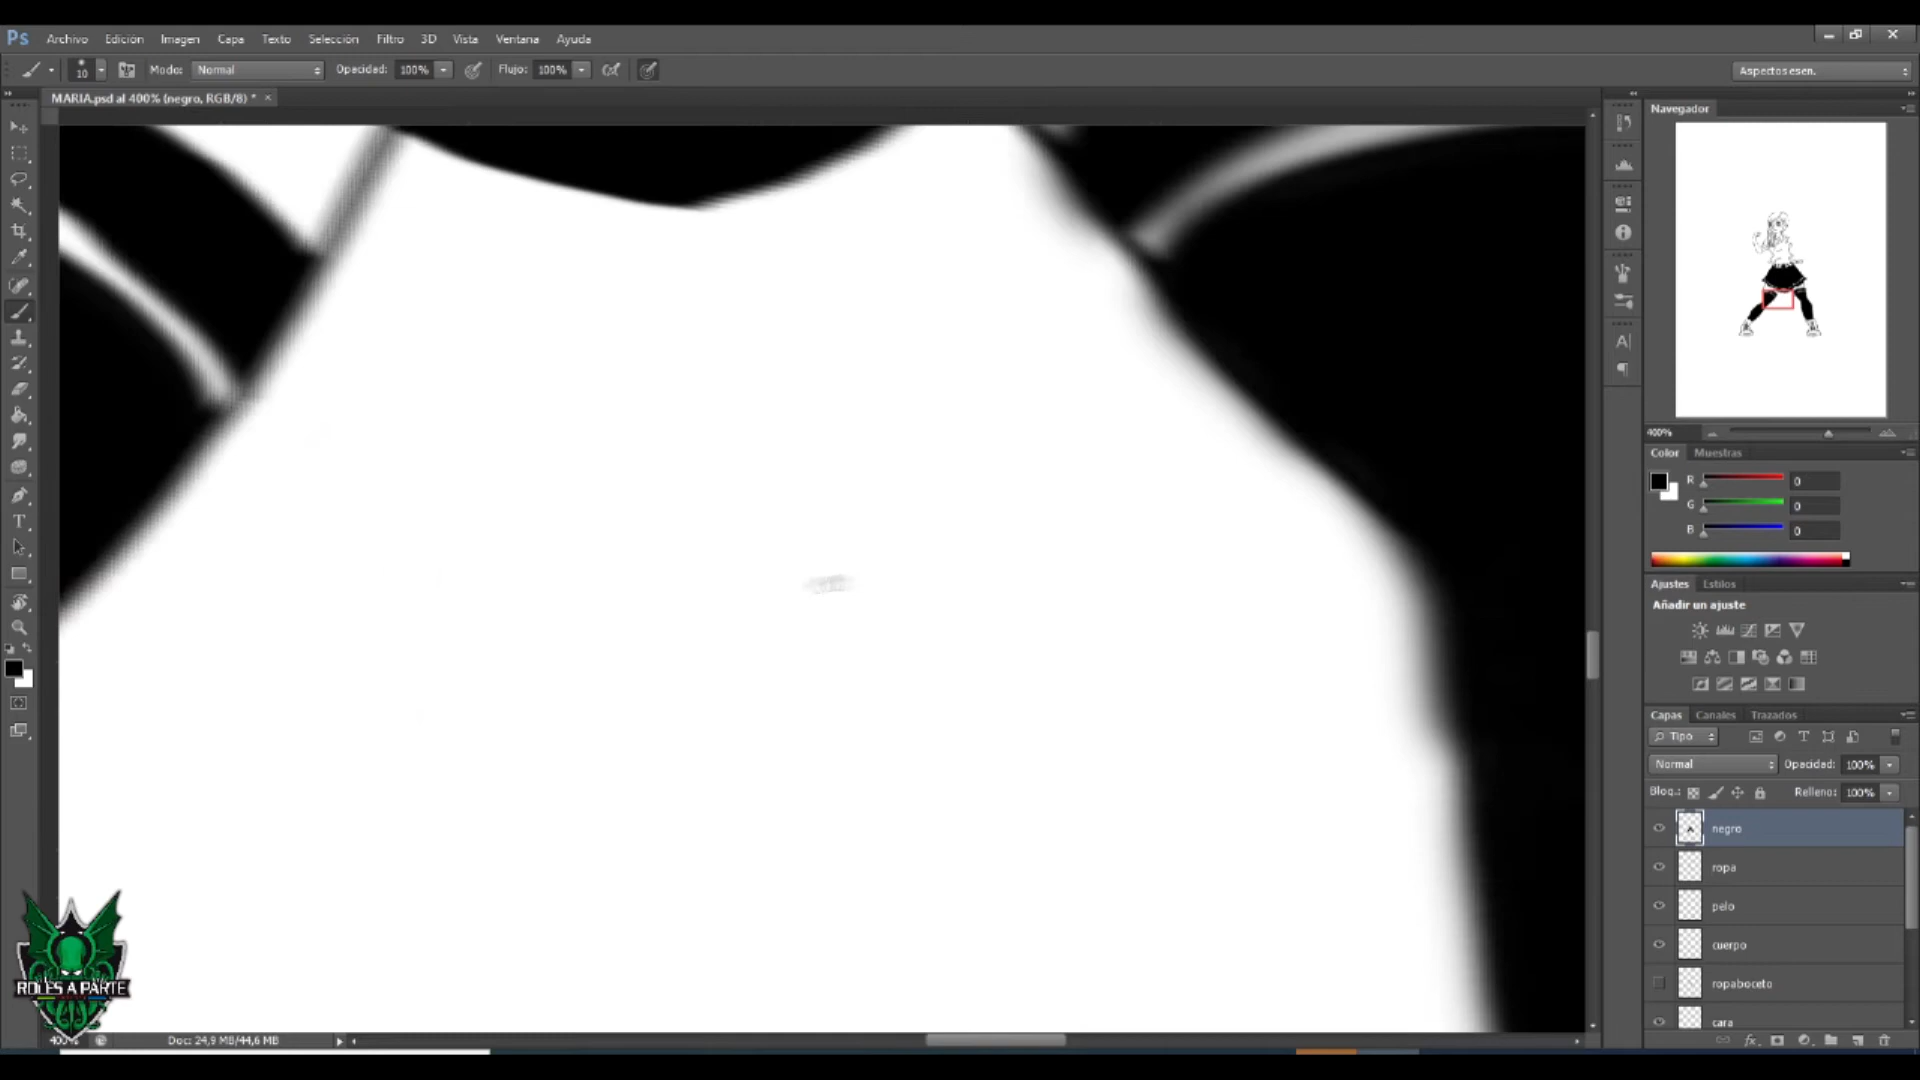 Ps Archivo Edición Imagen Capa Texto Selección Filtro 3D Vista Ventana Ayuda
10 Modo: Normal Opacidad: 100% Flujo: 100% Aspectos esen.
MARIA.psd al 400% (negro, RGB/8) * ×
Navegador
400%
Color Muestras
R 0
G 0
B 0
Ajustes Estilos
Añadir un ajuste
Capas Canales Trazados
Tipo
Normal Opacidad: 100%
Bloq.: Relleno: 100%
negro
ropa
pelo
cuerpo
ropaboceto
cara
ROLES A PARTE
400% Doc: 24,9 MB/44,6 MB